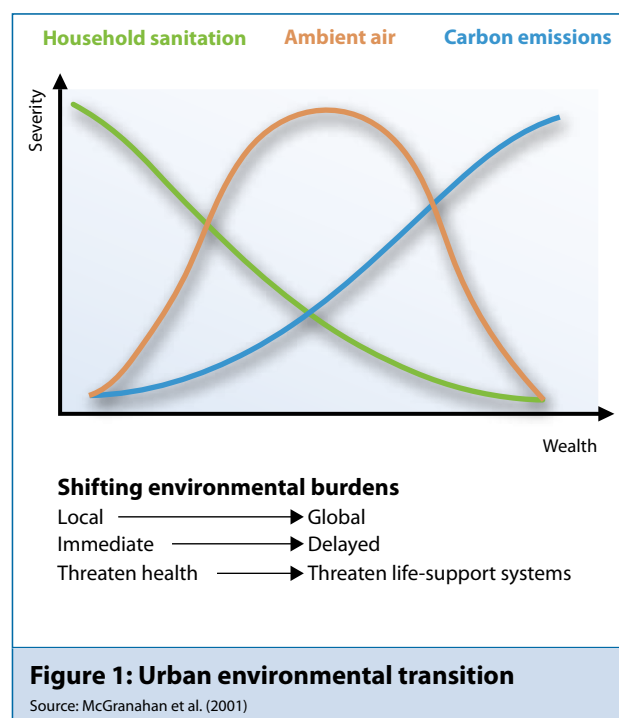 Household sanitation Ambient air Carbon emissions
Severity
Wealth
Shifting environmental burdens
Local Global
Immediate Delayed
Threaten health Threaten life-support systems
Figure 1: Urban environmental transition
Source: McGranahan et al. (2001)